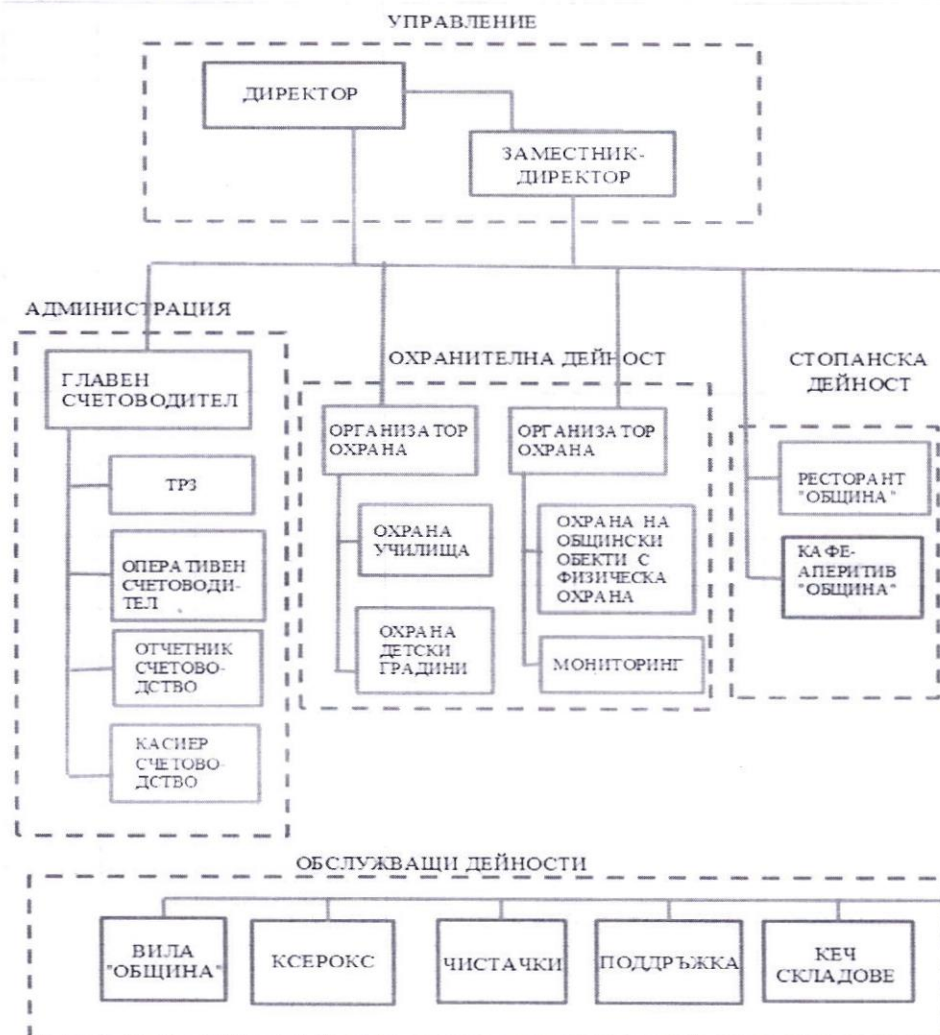 УПРАВЛЕНИЕ
ДИРЕКТОР
ЗАМЕСТНИК-
ДИРЕКТОР
АДМИНИСТРАЦИЯ
ГЛАВЕН
СЧЕТОВОДИТЕЛ
ТРЗ
ОПЕРАТИВЕН
СЧЕТОВОДИ-
ТЕЛ
ОТЧЕТНИК
СЧЕТОВО-
ДСТВО
КАСИЕР
СЧЕТОВО-
ДСТВО
ОХРАНИТЕЛНА ДЕЙНОСТ
ОРГАНИЗАТОР
ОХРАНА
ОХРАНА
УЧИЛИЩА
ОХРАНА
ДЕТСКИ
ГРАДИНИ
ОРГАНИЗАТОР
ОХРАНА
ОХРАНА НА
ОБЩИНСКИ
ОБЕКТИ С
ФИЗИЧЕСКА
ОХРАНА
МОНИТОРИНГ
СТОПАНСКА
ДЕЙНОСТ
РЕСТОРАНТ
"ОБЩИНА"
КАФЕ-
АПЕРИТИВ
"ОБЩИНА"
ОБСЛУЖВАЩИ ДЕЙНОСТИ
ВИЛА
"ОБЩИНА"
КСЕРОКС
ЧИСТАЧКИ
ПОДДРЪЖКА
КЕЧ
СКЛАДОВЕ